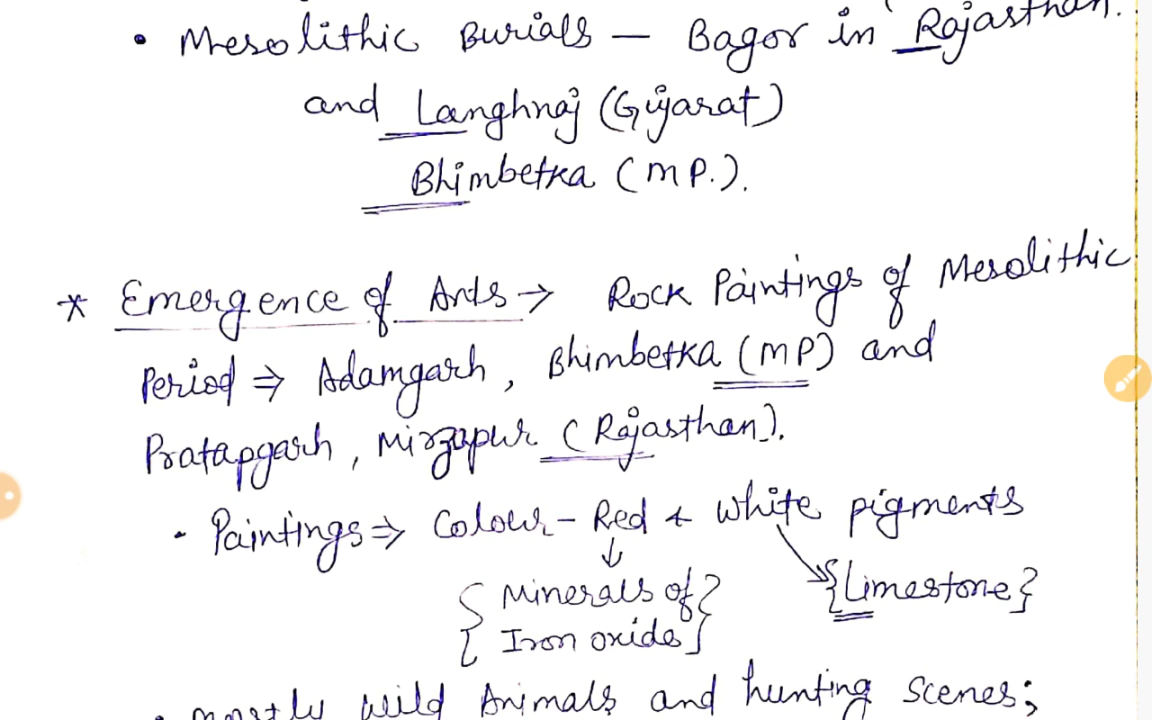 • Mesolithic Burials — Bagor in Rajasthan.
and Langhnaj (Gujarat)
Bhimbetka (MP.).
* Emergence of Arts → Rock Paintings of Mesolithic
Period ⇒ Adamgarh, Bhimbetka (MP) and
Pratapgarh, Mirzapur (Rajasthan).
• Paintings ⇒ Colour - Red & white pigments
↓
{ Minerals of } {Limestone}
{ Iron oxide }
• mostly wild Animals and hunting scenes;